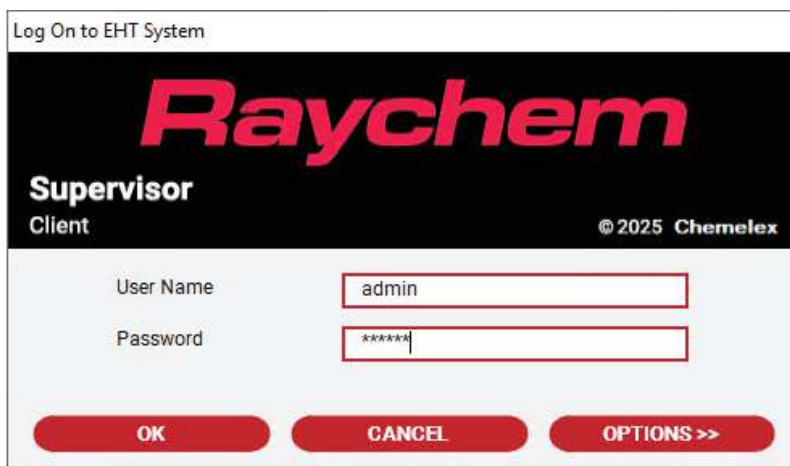 Log On to EHT System
Raychem
Supervisor
Client
© 2025 Chemelex
User Name
admin
Password
******
OK
CANCEL
OPTIONS >>